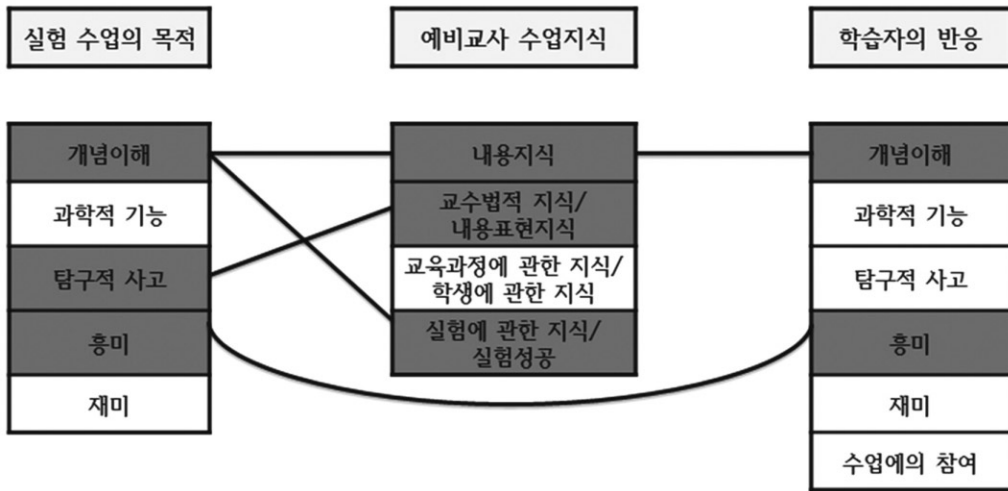 실험 수업의 목적
예비교사 수업지식
학습자의 반응
개념이해
과학적 기능
탐구적 사고
흥미
재미
내용지식
교수법적 지식/
내용표현지식
교육과정에 관한 지식/
학생에 관한 지식
실험에 관한 지식/
실험성공
개념이해
과학적 기능
탐구적 사고
흥미
재미
수업에의 참여